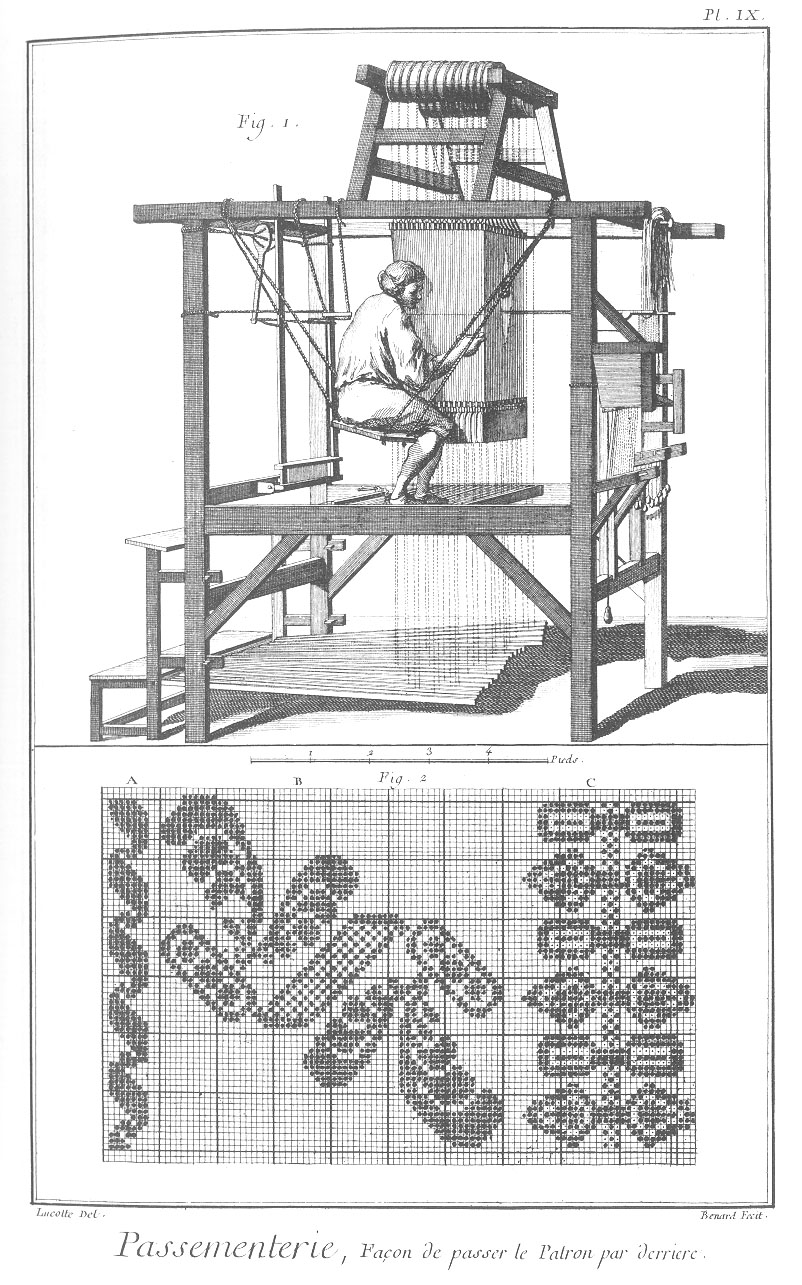 Pl. IX.
Fig. 1.
1 2 3 4 Pieds.
Fig. 2
A B C
Lucotte Del.
Benard Fecit.
Passementerie, Façon de passer le Patron par derriere.